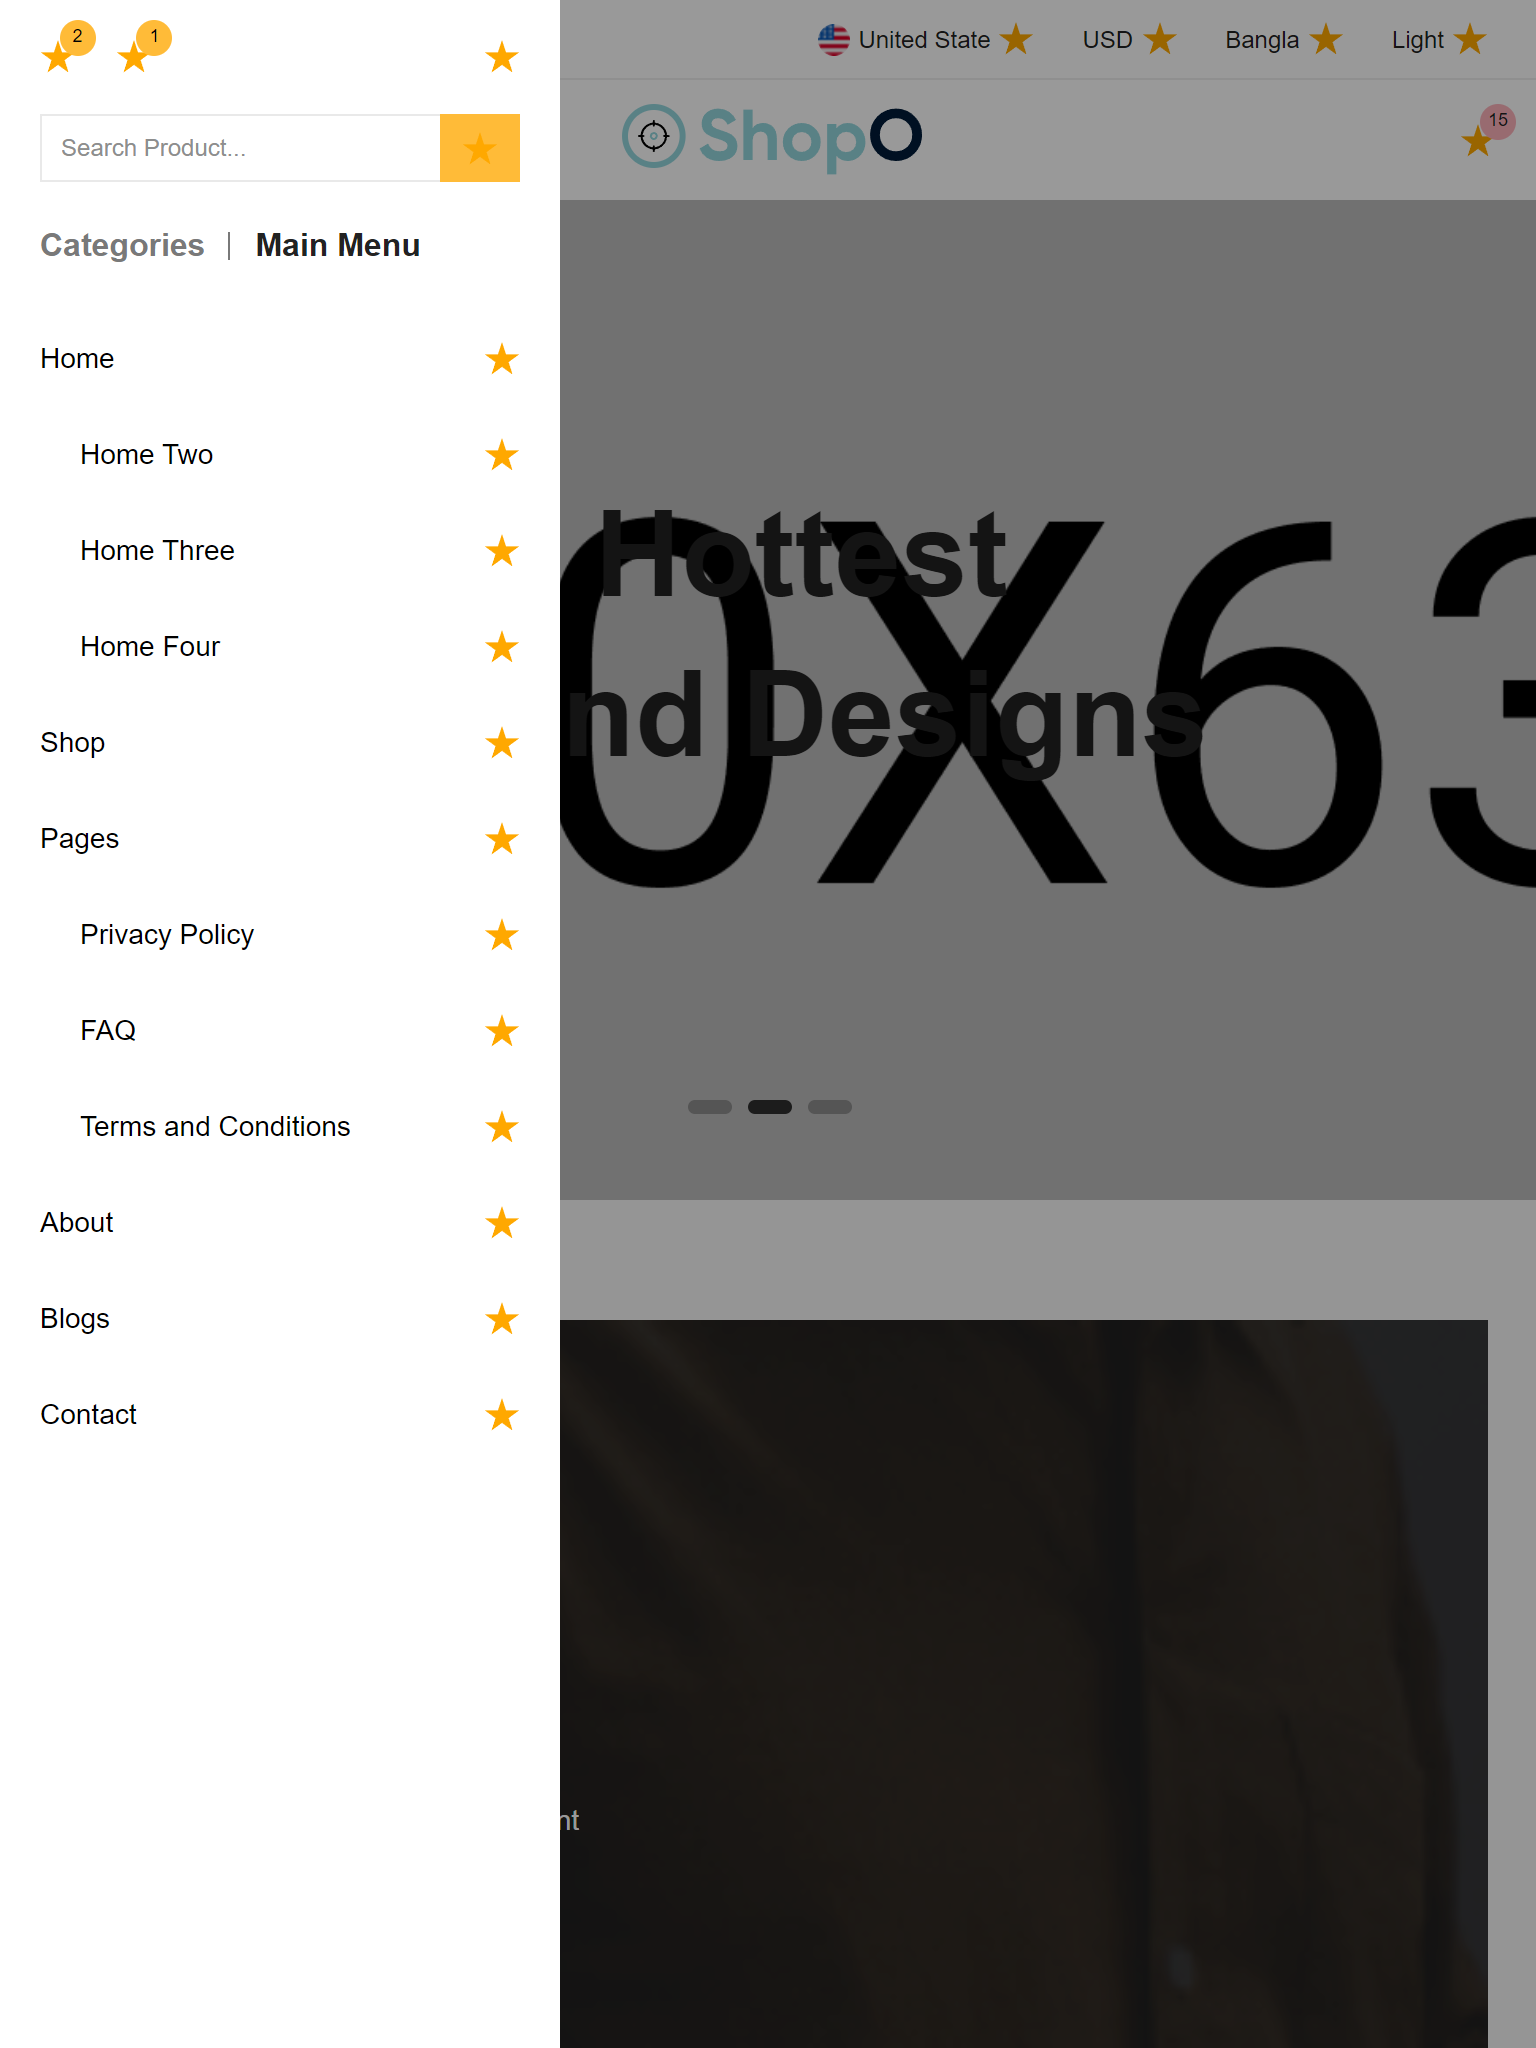 2
1
United State
USD
Bangla
Light
Search Product...
ShopO
15
Categories | Main Menu
Home
Home Two
Hottest
Home Three
0X63
Home Four
nd Designs
Shop
Pages
Privacy Policy
FAQ
Terms and Conditions
About
Blogs
Contact
nt